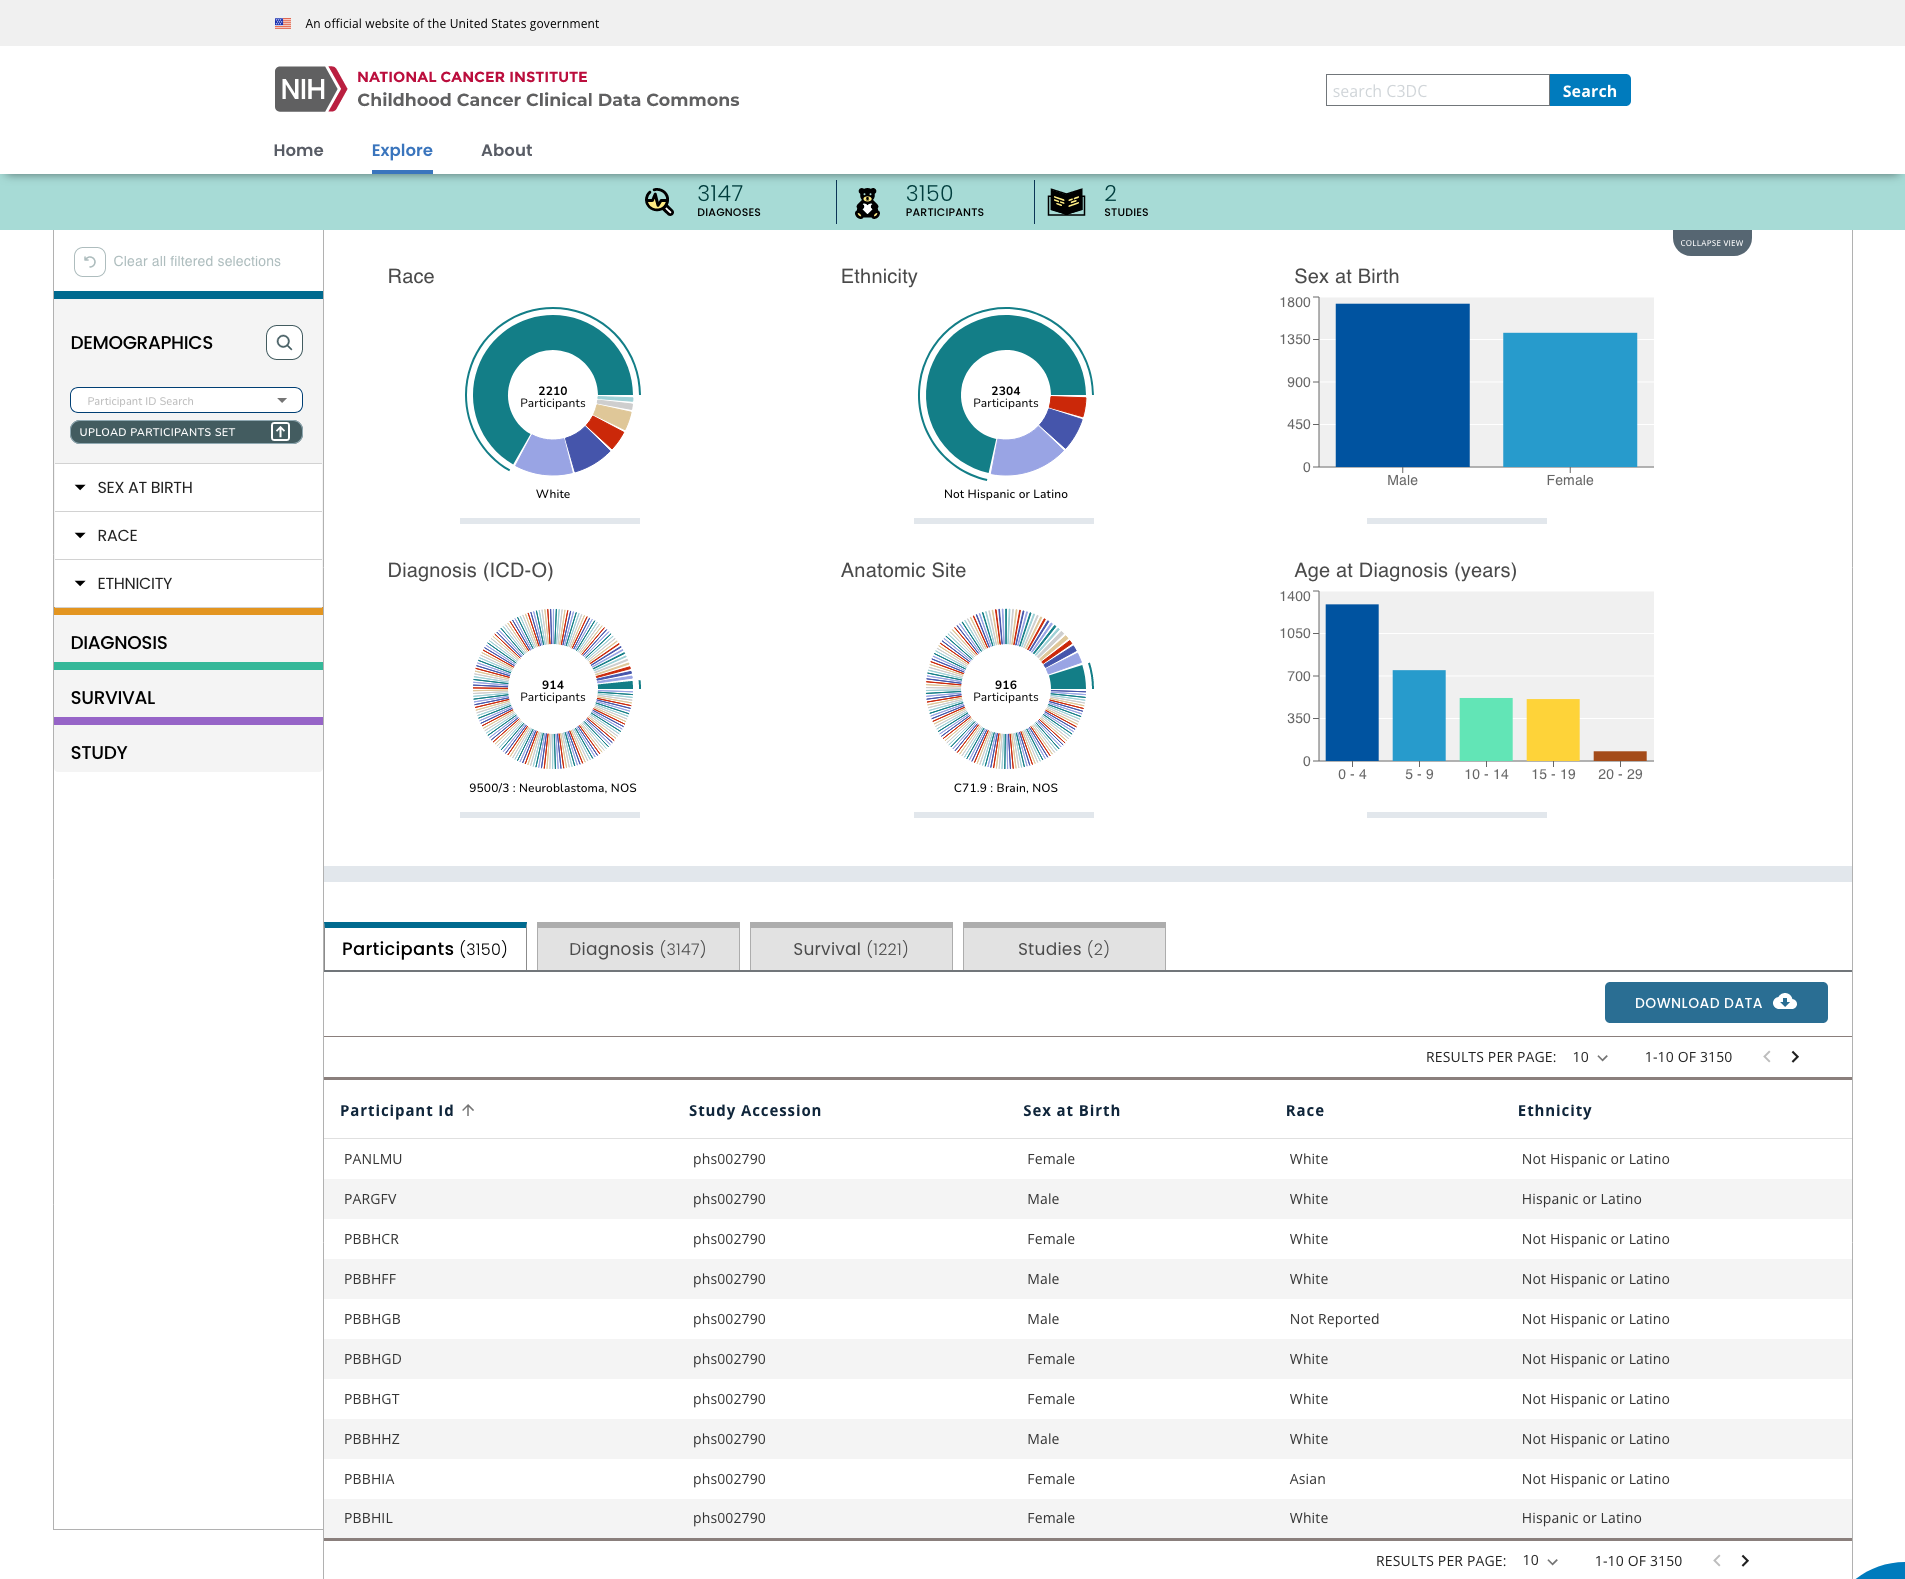 An official website of the United States government
NIH
NATIONAL CANCER INSTITUTE
Childhood Cancer Clinical Data Commons
search C3DC
Search
Home
Explore
About
3147
DIAGNOSES
3150
PARTICIPANTS
2
STUDIES
Clear all filtered selections
COLLAPSE VIEW
DEMOGRAPHICS
Participant ID Search
UPLOAD PARTICIPANTS SET
SEX AT BIRTH
RACE
ETHNICITY
DIAGNOSIS
SURVIVAL
STUDY
Race
2210
Participants
White
Ethnicity
2304
Participants
Not Hispanic or Latino
Sex at Birth
1800
1350
900
450
0
Male Female
Diagnosis (ICD-O)
914
Participants
9500/3 : Neuroblastoma, NOS
Anatomic Site
916
Participants
C71.9 : Brain, NOS
Age at Diagnosis (years)
1400
1050
700
350
0
0 - 4 5 - 9 10 - 14 15 - 19 20 - 29
Participants (3150) Diagnosis (3147) Survival (1221) Studies (2)
DOWNLOAD DATA
RESULTS PER PAGE: 10 1-10 OF 3150
Participant Id Study Accession Sex at Birth Race Ethnicity
PANLMU phs002790 Female White Not Hispanic or Latino
PARGFV phs002790 Male White Hispanic or Latino
PBBHCR phs002790 Female White Not Hispanic or Latino
PBBHFF phs002790 Male White Not Hispanic or Latino
PBBHGB phs002790 Male Not Reported Not Hispanic or Latino
PBBHGD phs002790 Female White Not Hispanic or Latino
PBBHGT phs002790 Female White Not Hispanic or Latino
PBBHHZ phs002790 Male White Not Hispanic or Latino
PBBHIA phs002790 Female Asian Not Hispanic or Latino
PBBHIL phs002790 Female White Hispanic or Latino
RESULTS PER PAGE: 10 1-10 OF 3150